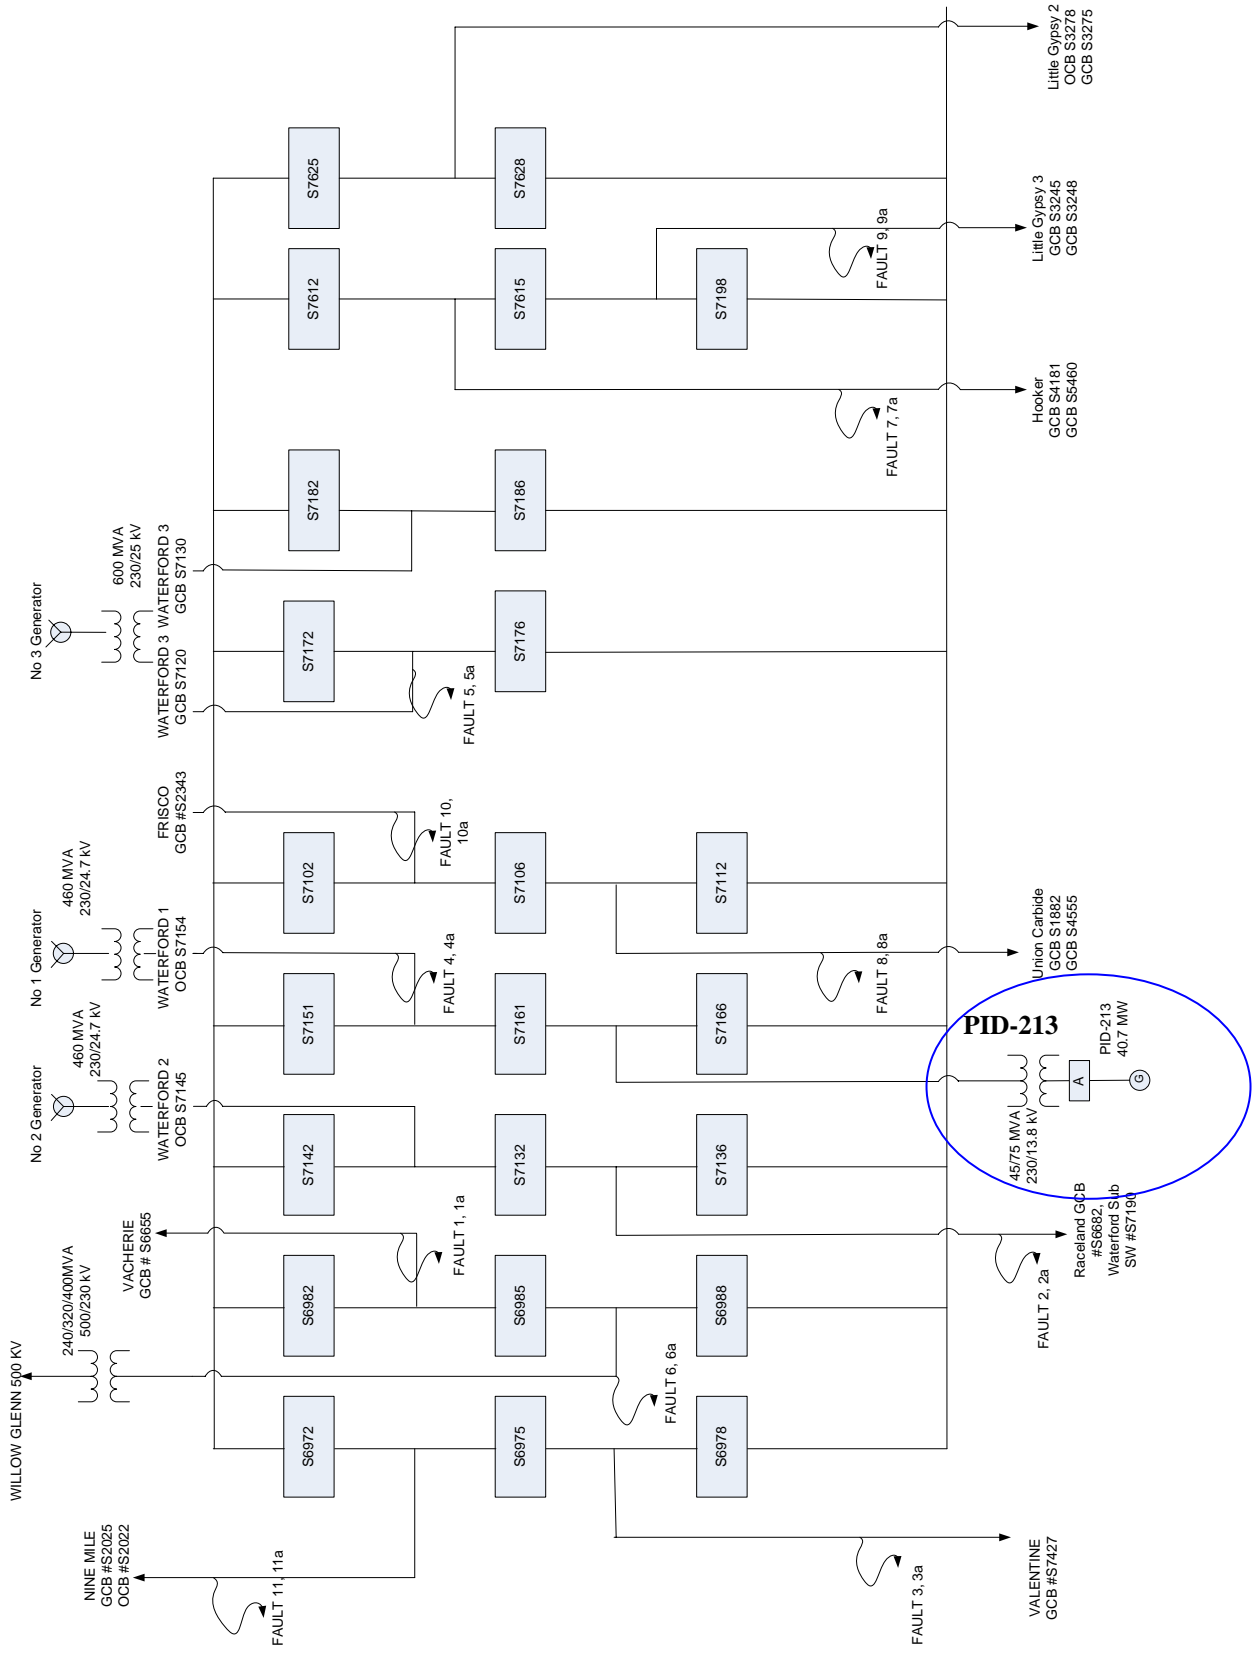 WILLOW GLENN 500 KV
240/320/400MVA
500/230 kV
NINE MILE
GCB #S2025
OCB #S2022
FAULT 11, 11a
VACHERIE
GCB # S6655
FAULT 1, 1a
No 2 Generator
460 MVA
230/24.7 kV
WATERFORD 2
OCB S7145
No 1 Generator
460 MVA
230/24.7 kV
WATERFORD 1
OCB S7154
FAULT 4, 4a
FRISCO
GCB #S2343
FAULT 10,
10a
No 3 Generator
600 MVA
230/25 kV
WATERFORD 3
GCB S7120
WATERFORD 3
GCB S7130
FAULT 5, 5a
S6972
S6982
S7142
S7151
S7102
S7172
S7182
S7612
S7625
S6975
S6985
S7132
S7161
S7106
S7176
S7186
S7615
S7628
S6978
S6988
S7136
S7166
S7112
S7198
FAULT 6, 6a
FAULT 3, 3a
VALENTINE
GCB #S7427
FAULT 2, 2a
Raceland GCB
#S6682,
Waterford Sub
SW #S7190
PID-213
45/75 MVA
230/13.8 kV
A
G
PID-213
40.7 MW
FAULT 8, 8a
Union Carbide
GCB S1882
GCB S4555
FAULT 7, 7a
Hooker
GCB S4181
GCB S5460
FAULT 9, 9a
Little Gypsy 3
GCB S3245
GCB S3248
Little Gypsy 2
OCB S3278
GCB S3275